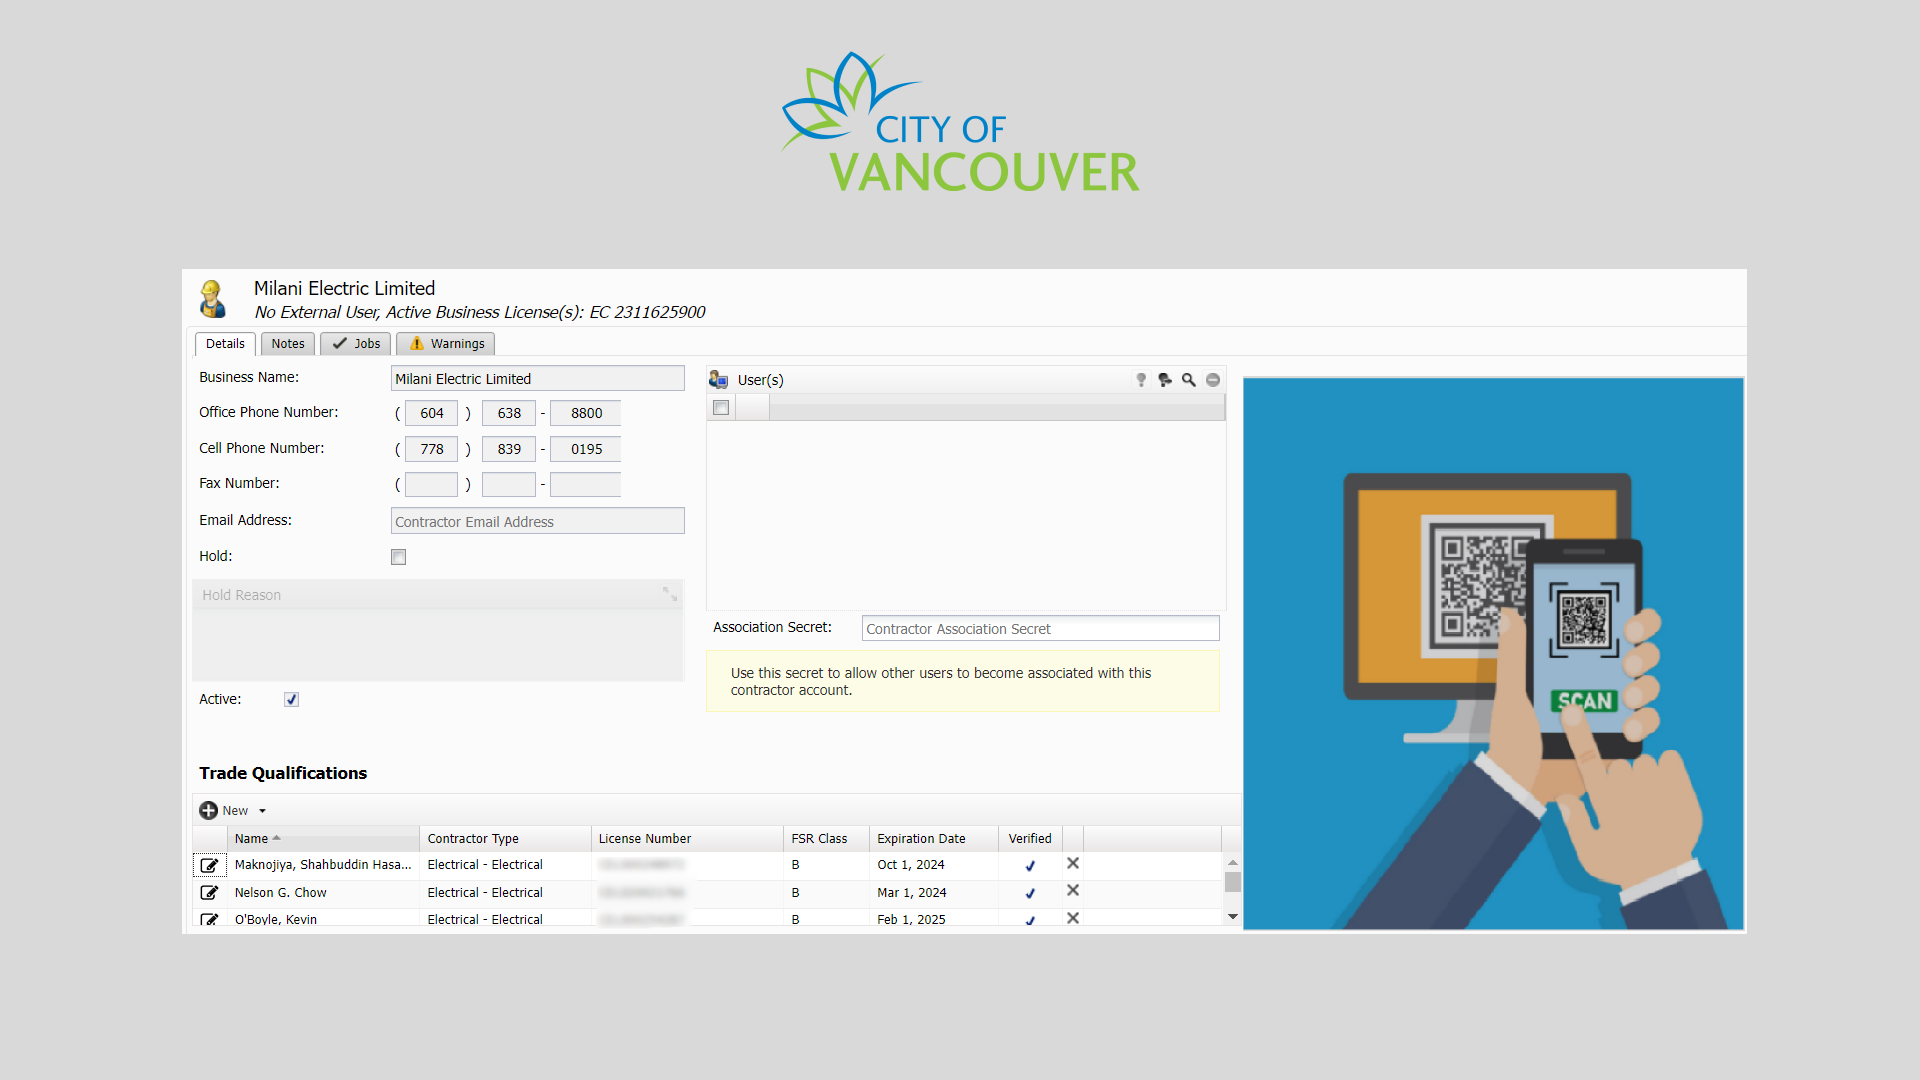 CITY OF
VANCOUVER
Milani Electric Limited
No External User, Active Business License(s): EC 2311625900
Details Notes Jobs Warnings
Business Name: Milani Electric Limited
Office Phone Number: ( 604 ) 638 - 8800
Cell Phone Number: ( 778 ) 839 - 0195
Fax Number: ( ) -
Email Address: Contractor Email Address
Hold:
Hold Reason
Active:
User(s)
Association Secret: Contractor Association Secret
Use this secret to allow other users to become associated with this
contractor account.
SCAN
Trade Qualifications
New
Name Contractor Type License Number FSR Class Expiration Date Verified
Maknojiya, Shahbuddin Hasa... Electrical - Electrical B Oct 1, 2024
Nelson G. Chow Electrical - Electrical B Mar 1, 2024
O'Boyle, Kevin Electrical - Electrical B Feb 1, 2025